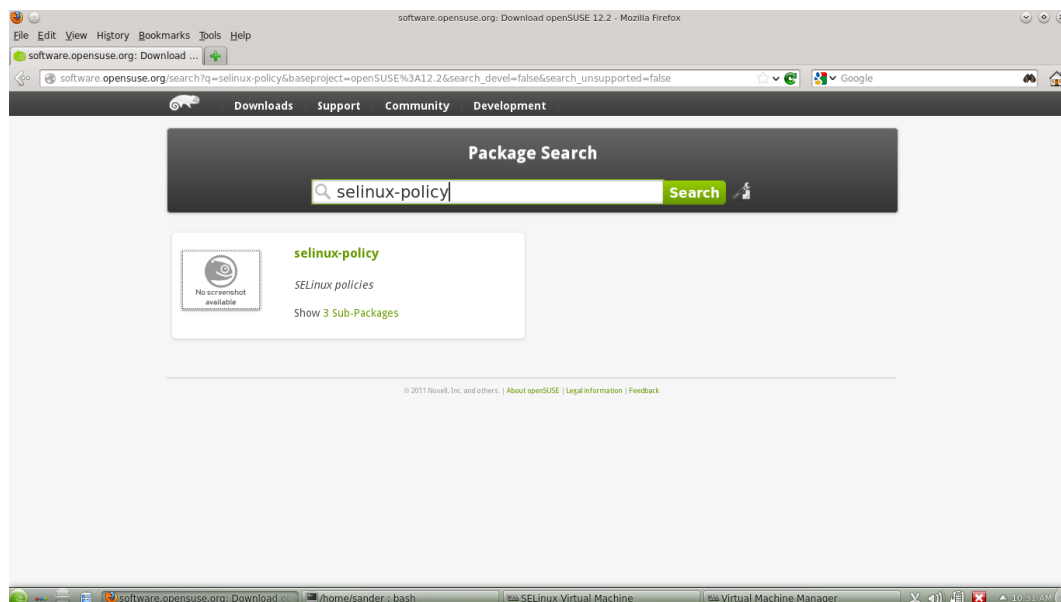 software.opensuse.org: Download openSUSE 12.2 - Mozilla Firefox
File Edit View History Bookmarks Tools Help
software.opensuse.org: Download ...
software.opensuse.org/search?q=selinux-policy&baseproject=openSUSE%3A12.2&search_devel=false&search_unsupported=false
Google
Downloads Support Community Development
Package Search
selinux-policy Search
No screenshot
available
selinux-policy
SELinux policies
Show 3 Sub-Packages
© 2011 Novell, Inc. and others. | About openSUSE | Legal information | Feedback
software.opensuse.org: Download /home/sander : bash SELinux Virtual Machine Virtual Machine Manager 10:31 AM